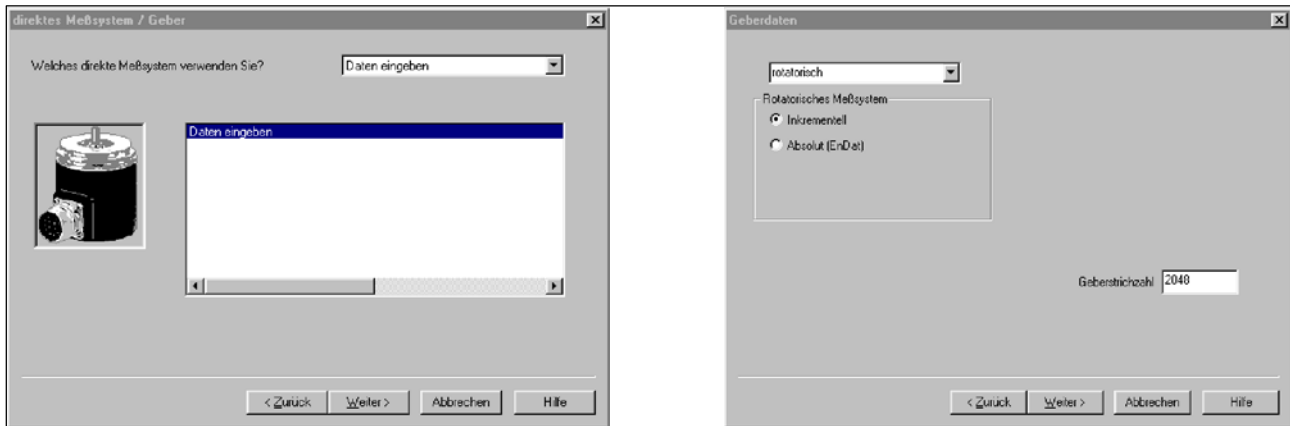 direktes Meßsystem / Geber
Welches direkte Meßsystem verwenden Sie?
Daten eingeben
Daten eingeben
< Zurück
Weiter >
Abbrechen
Hilfe
Geberdaten
rotatorisch
Rotatorisches Meßsystem
Inkrementell
Absolut (EnDat)
Geberstrichzahl
2048
< Zurück
Weiter >
Abbrechen
Hilfe